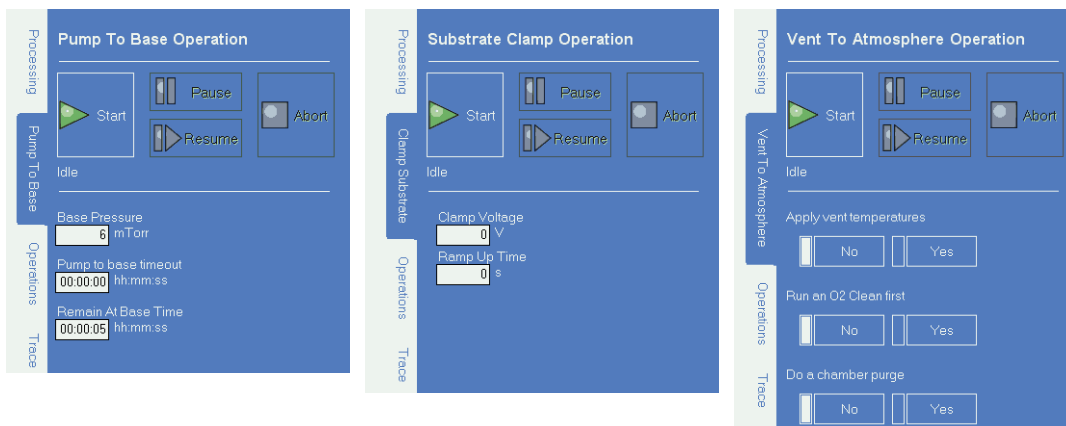 Processing
Pump To Base
Operations
Trace
Pump To Base Operation
Start
Pause
Resume
Abort
Idle
Base Pressure
6 mTorr
Pump to base timeout
00:00:00 hh:mm:ss
Remain At Base Time
00:00:05 hh:mm:ss
Processing
Clamp Substrate
Operations
Trace
Substrate Clamp Operation
Start
Pause
Resume
Abort
Idle
Clamp Voltage
0 V
Ramp Up Time
0 s
Processing
Vent To Atmosphere
Operations
Trace
Vent To Atmosphere Operation
Start
Pause
Resume
Abort
Idle
Apply vent temperatures
No Yes
Run an O2 Clean first
No Yes
Do a chamber purge
No Yes